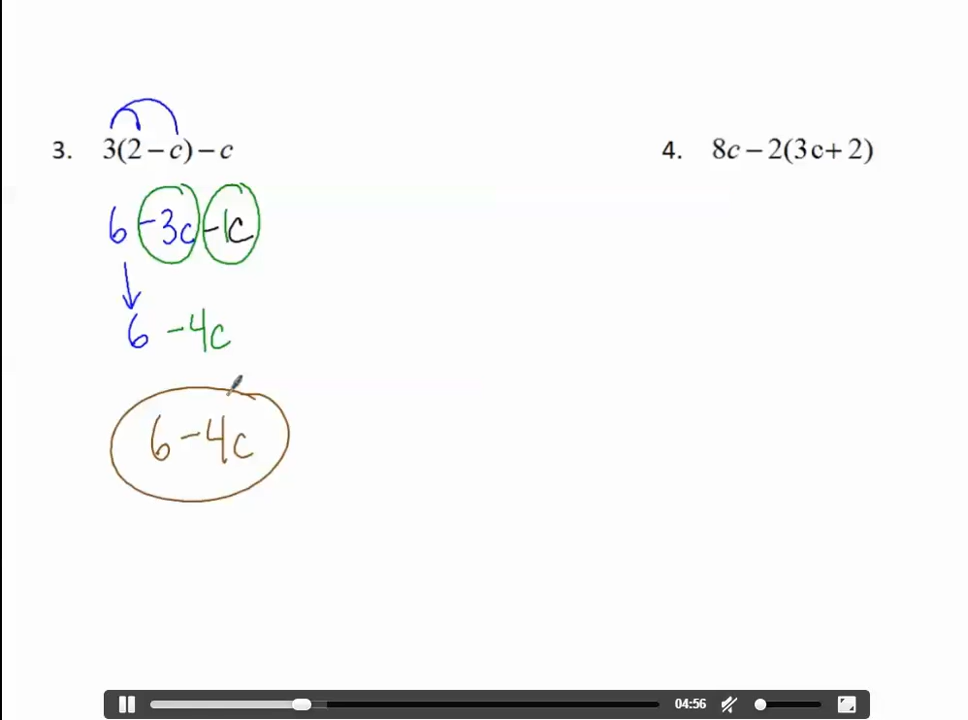 3. 3(2 − c) − c
4. 8c − 2(3c + 2)
6 −3c −1c
6 −4c
6 − 4c
04:56